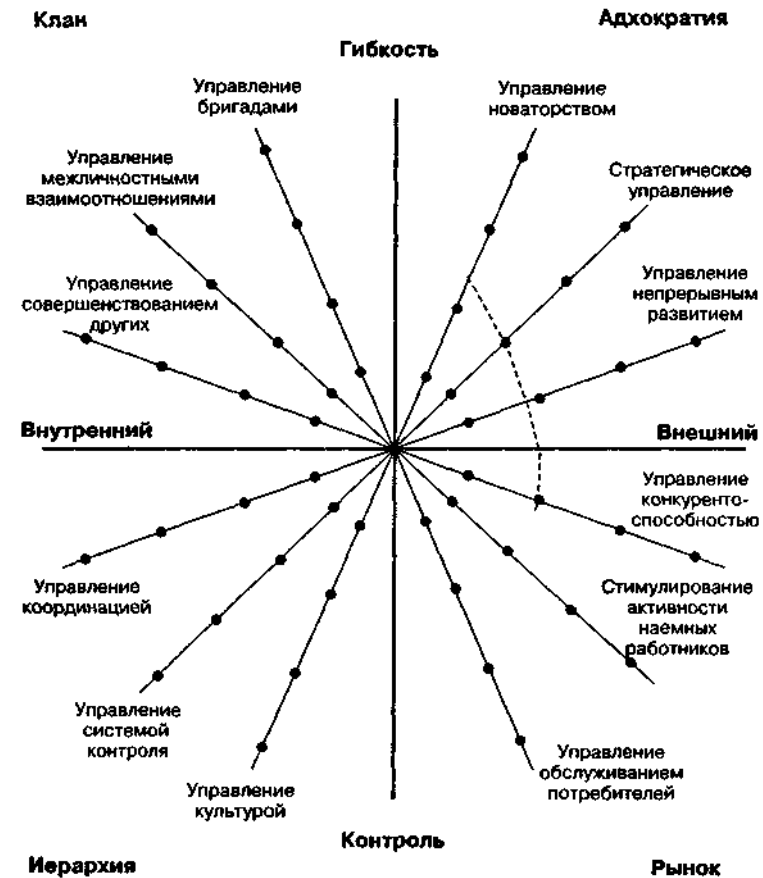 Клан
Адхократия
Гибкость
Управление
бригадами
Управление
новаторством
Управление
межличностными
взаимоотношениями
Стратегическое
управление
Управление
совершенствованием
других
Управление
непрерывным
развитием
Внутренний
Внешний
Управление
конкуренто-
способностью
Управление
координацией
Стимулирование
активности
наемных
работников
Управление
системой
контроля
Управление
обслуживанием
потребителей
Управление
культурой
Контроль
Иерархия
Рынок